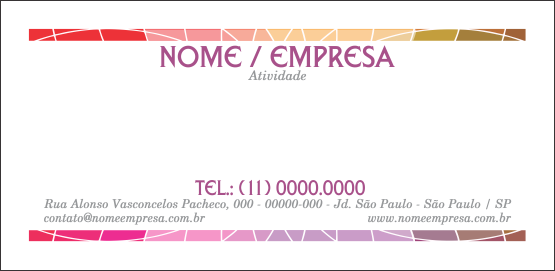 NOME / EMPRESA
Atividade
TEL.: (11) 0000.0000
Rua Alonso Vasconcelos Pacheco, 000 - 00000-000 - Jd. São Paulo - São Paulo / SP
contato@nomeempresa.com.br www.nomeempresa.com.br